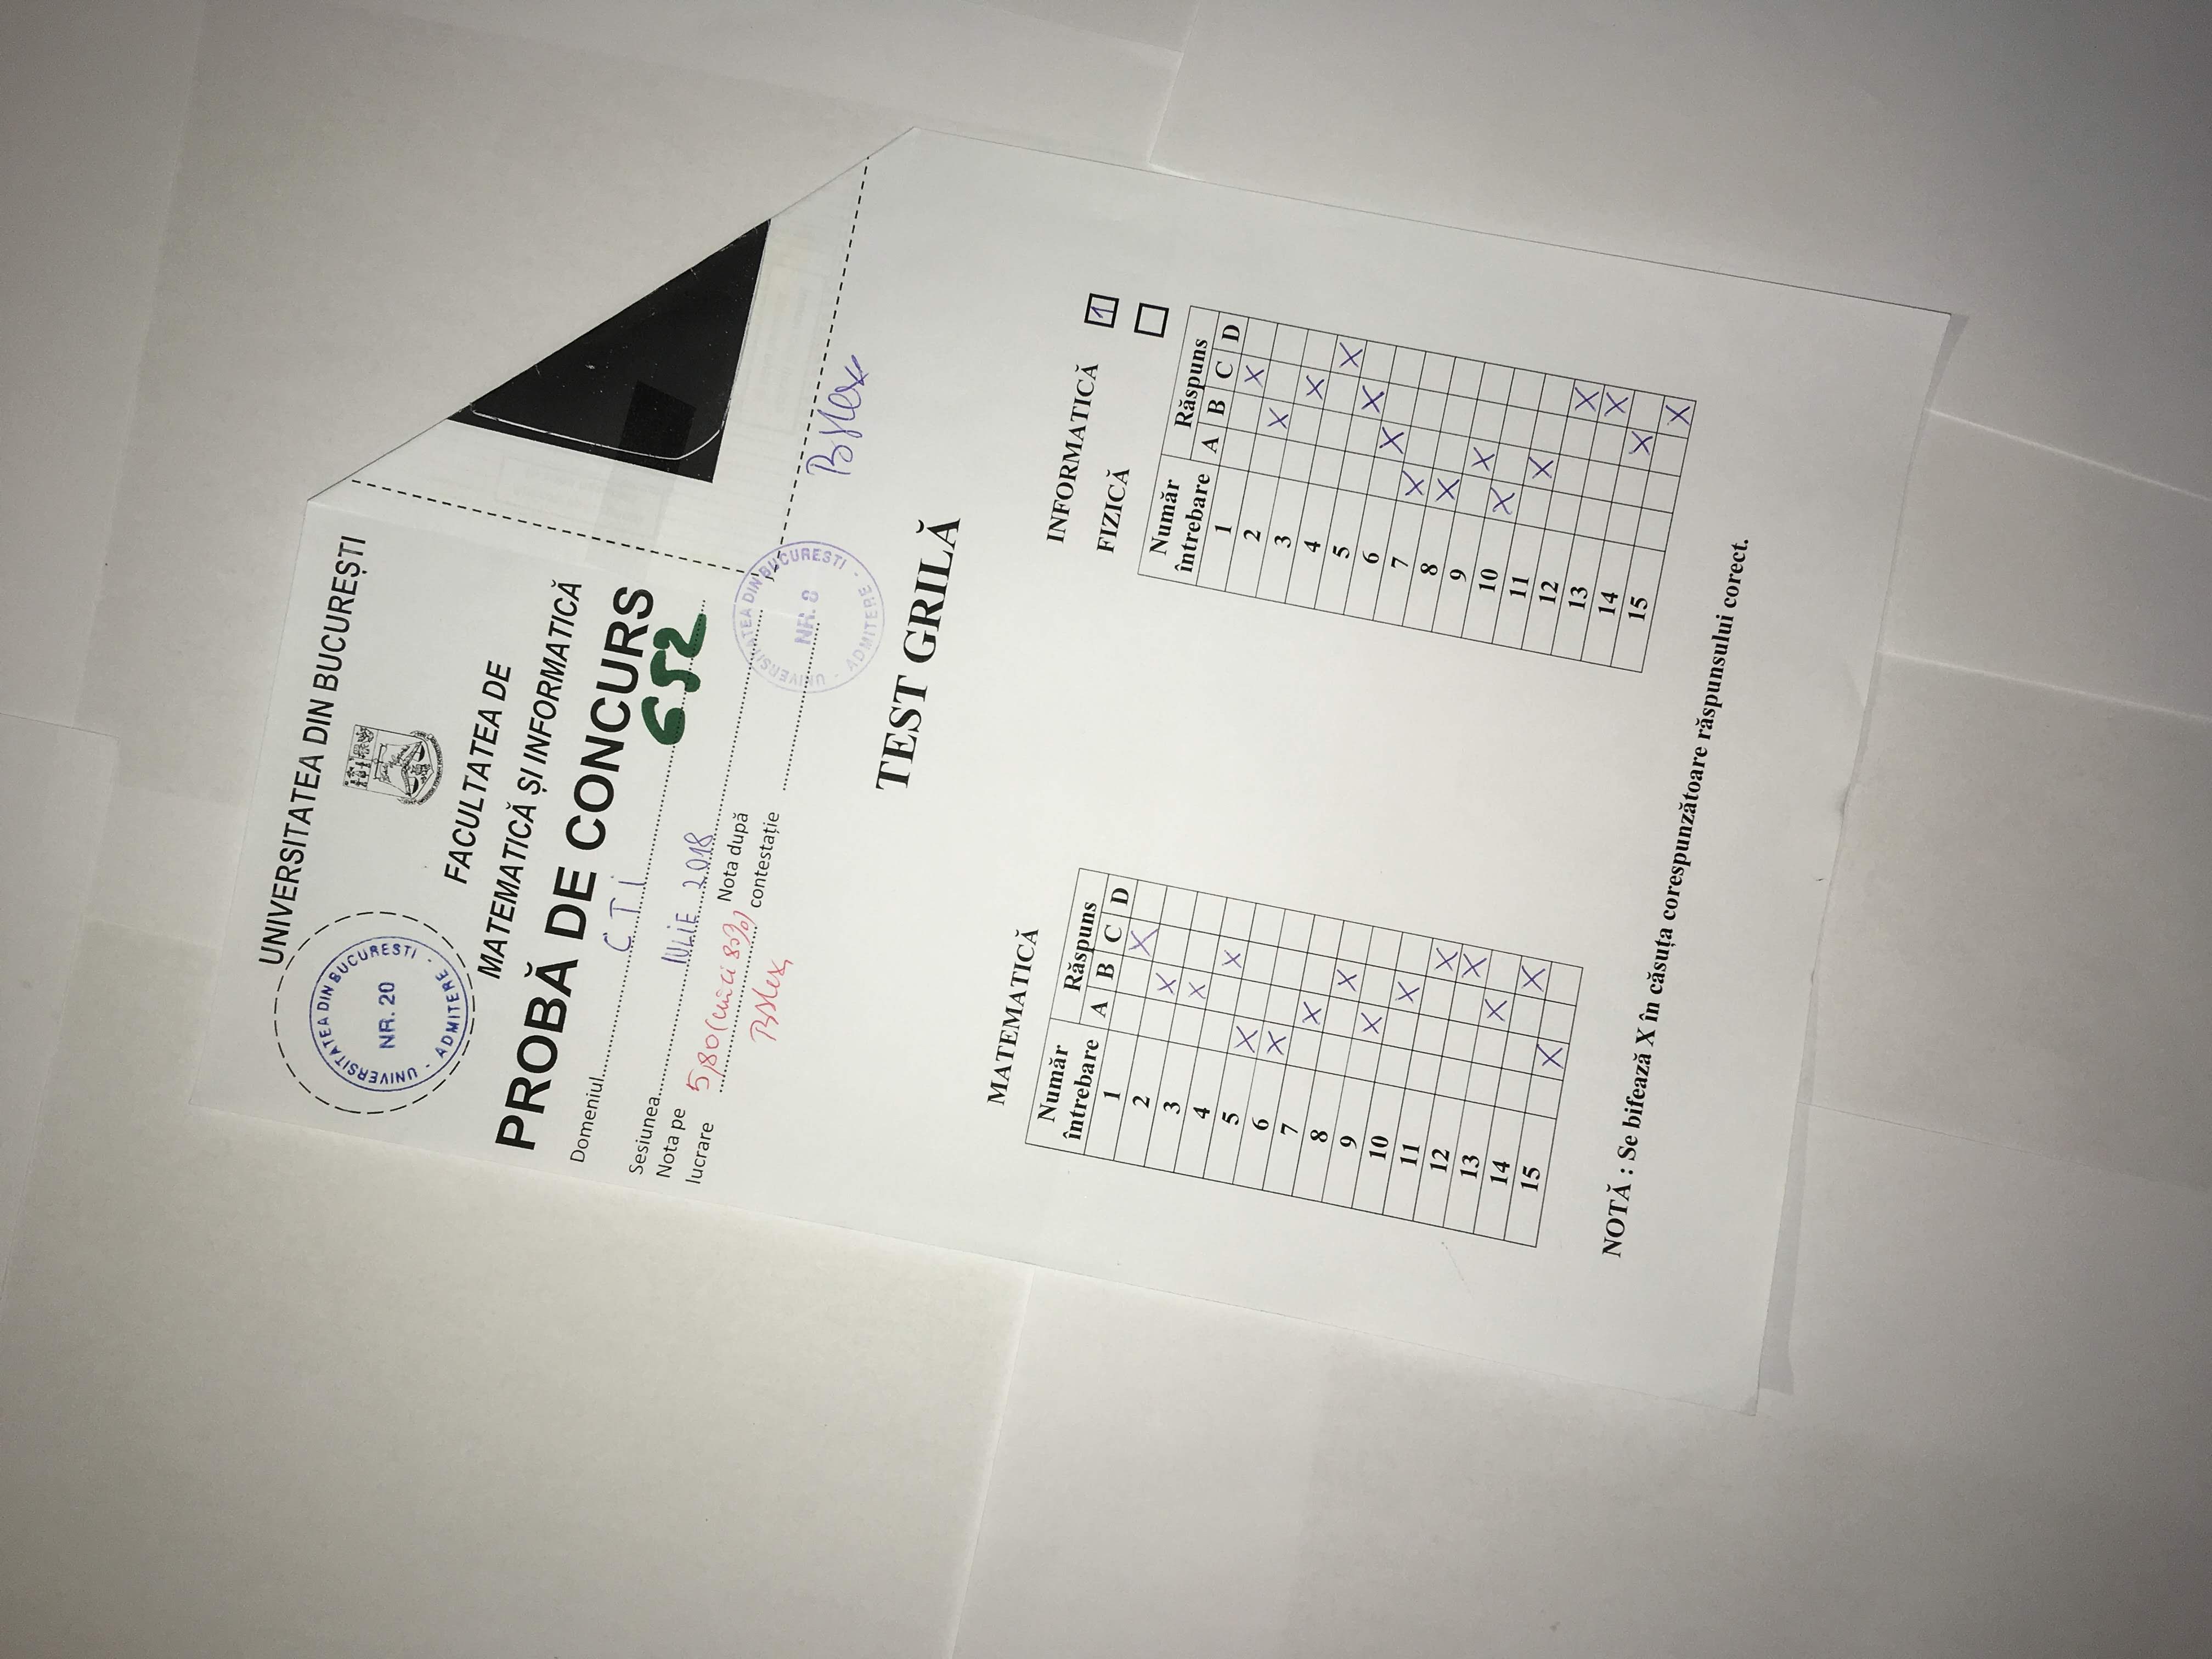 UNIVERSITATEA DIN BUCUREȘTI
UNIVERSITATEA DIN BUCURESTI
NR. 20
- ADMITERE -
FACULTATEA DE
MATEMATICĂ ȘI INFORMATICĂ
PROBĂ DE CONCURS
Domeniul CTI
652
Sesiunea IULIE 2018
Nota pe lucrare 5,80 (cinci 80%)
Nota după contestație
UNIVERSITATEA DIN BUCURESTI
NR. 8
- ADMITERE -
TEST GRILĂ
MATEMATICĂ
Număr întrebare Răspuns
A B C D
1 X
2 X
3 X
4 X
5 X
6 X
7 X
8 X
9 X
10 X
11 X
12 X
13 X
14 X
15 X
INFORMATICĂ 1
FIZICĂ
Număr întrebare Răspuns
A B C D
1 X
2 X
3 X
4 X
5 X
6 X
7 X
8 X
9 X
10 X
11 X
12 X
13 X
14 X
15 X
NOTĂ : Se bifează X în căsuța corespunzătoare răspunsului corect.